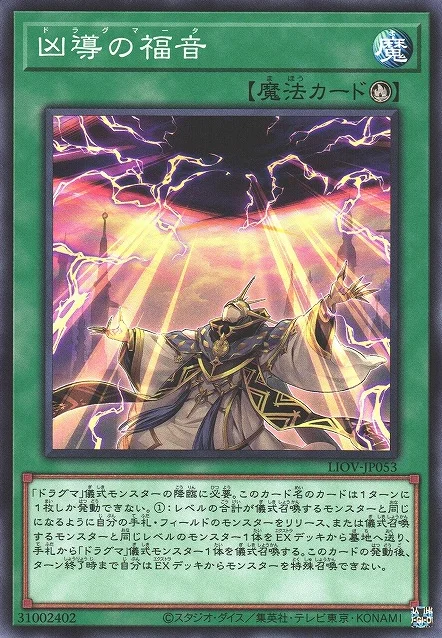 ドラグマータ
凶導の福音
魔
まほう
【魔法カード】
LIOV-JP053
「ドラグマ」儀式モンスターの降臨に必要。このカード名のカードは1ターンに
1枚しか発動できない。①：レベルの合計が儀式召喚するモンスターと同じ
になるように自分の手札・フィールドのモンスターをリリース、または儀式召喚
するモンスターと同じレベルのモンスター1体をEXデッキから墓地へ送り、
手札から「ドラグマ」儀式モンスター1体を儀式召喚する。このカードの発動後、
ターン終了時まで自分はEXデッキからモンスターを特殊召喚できない。
31002402
©スタジオ・ダイス／集英社・テレビ東京・KONAMI